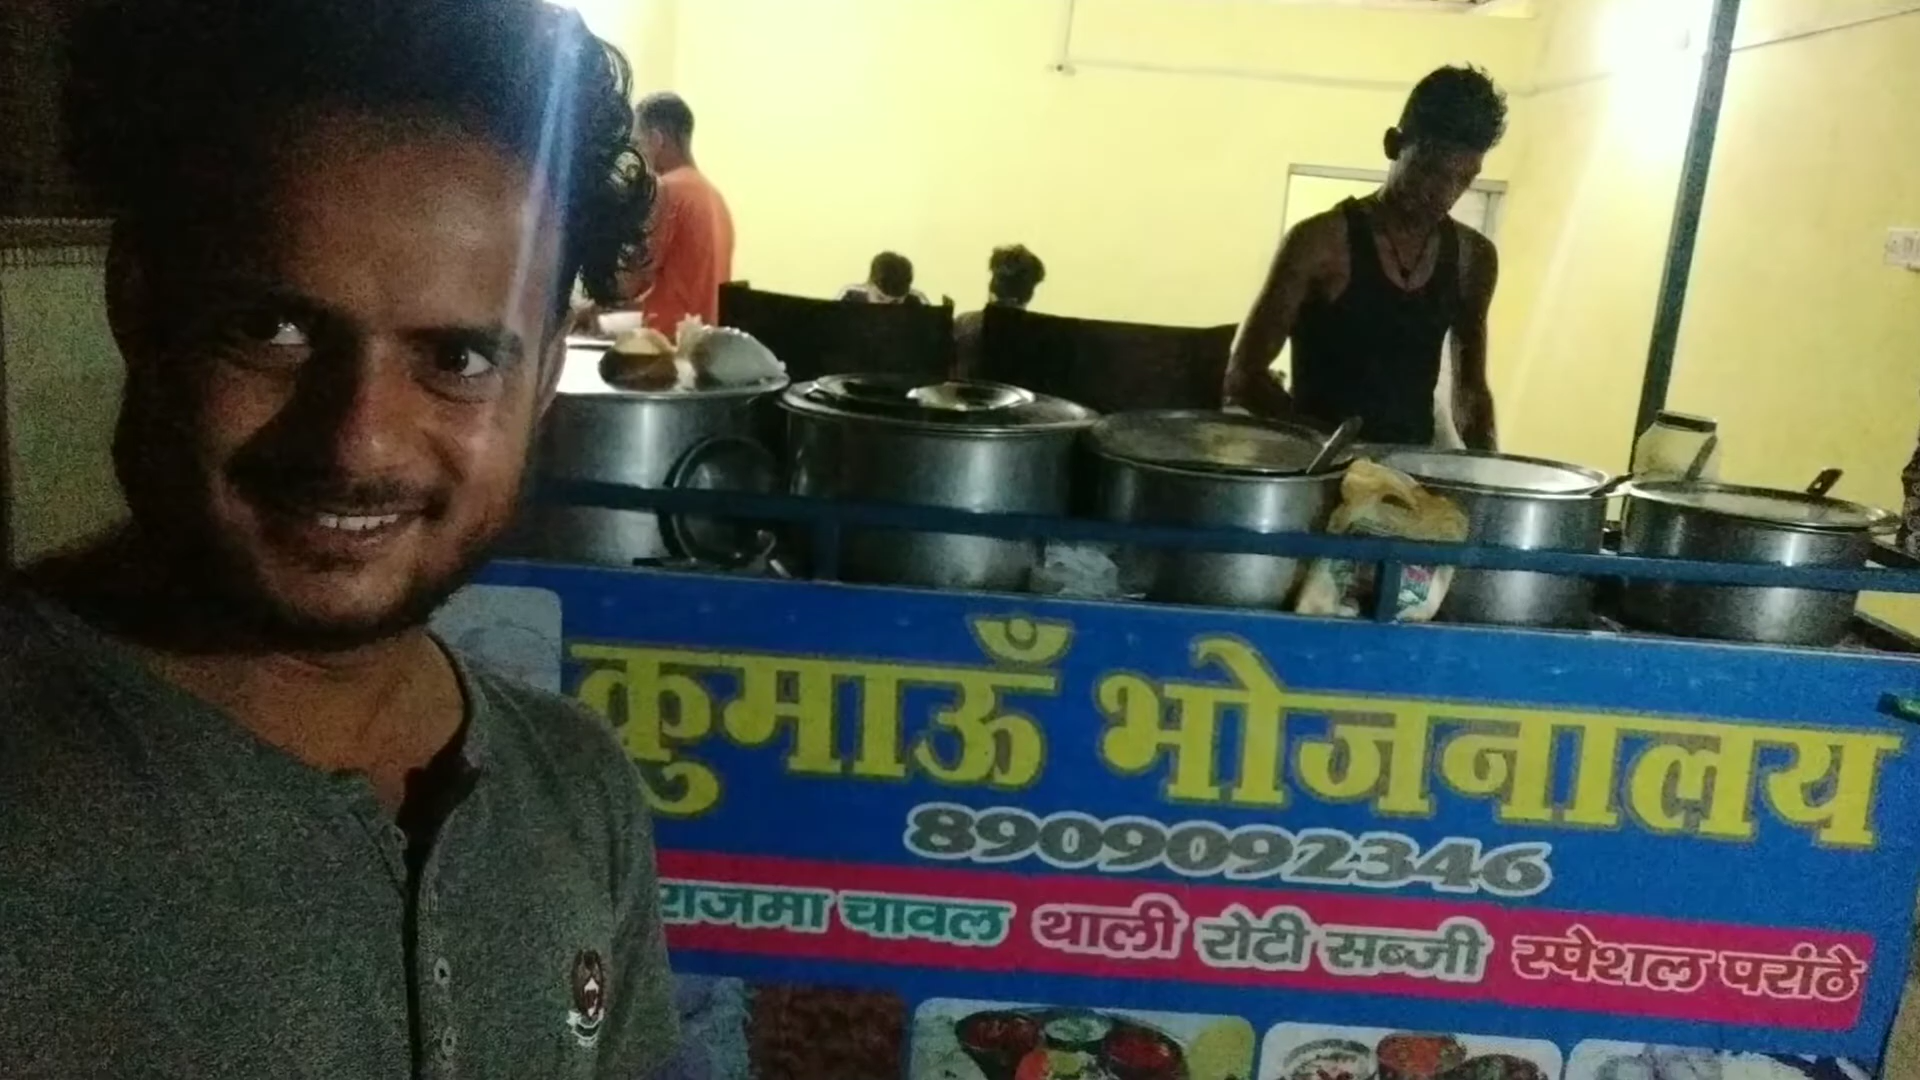 कुमाऊँ भोजनालय
8909092346
राजमा चावल थाली रोटी सब्जी स्पेशल परांठे